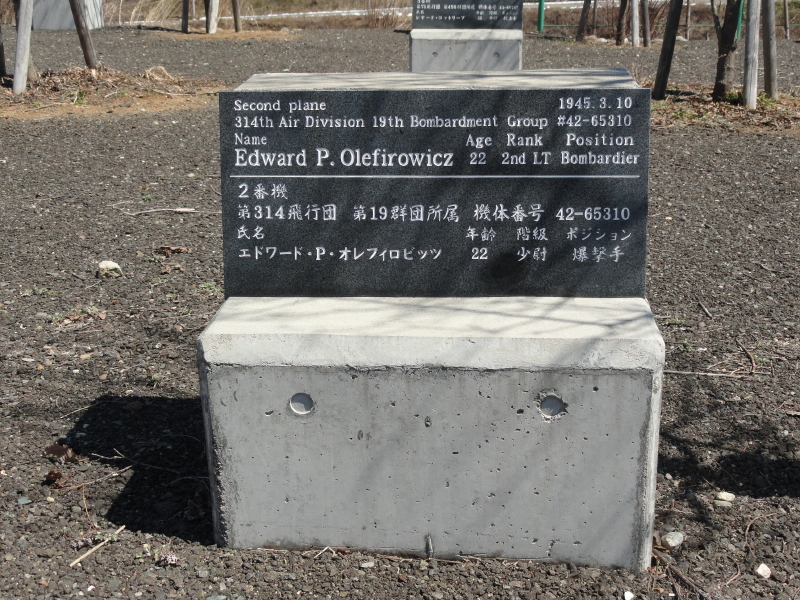 Second plane 1945.3.10
314th Air Division 19th Bombardment Group #42-65310
Name Age Rank Position
Edward P. Olefirowicz 22 2nd LT Bombardier
2番機
第314飛行団 第19群団所属 機体番号 42-65310
氏名 年齢 階級 ポジション
エドワード・P・オレフィロビッツ 22 少尉 爆撃手